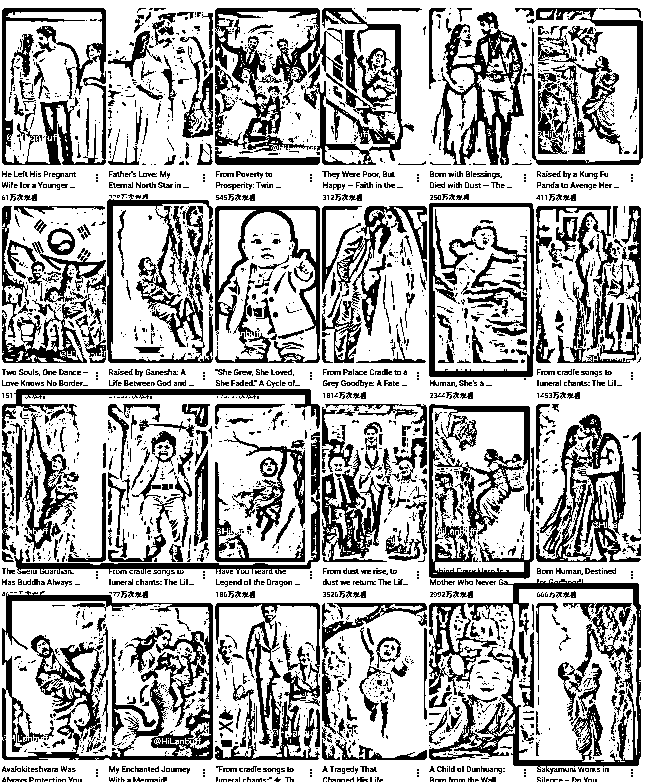 He Left His Pregnant
Wife for a Younger ...
61万次观看
Father's Love: My
Eternal North Star in ...
From Poverty to
Prosperity: Twin ...
545万次观看
They Were Poor, But
Happy — Faith in the ...
312万次观看
Born with Blessings,
Died with Dust — The ...
250万次观看
Raised by a Kung Fu
Panda to Avenge Her ...
411万次观看
Two Souls, One Dance —
Love Knows No Border...
Raised by Ganesha: A
Life Between God and ...
"She Grew, She Loved,
She Faded." A Cycle of...
From Palace Cradle to a
Grey Goodbye: A Fate ...
1814万次观看
Human, She's a ...
2344万次观看
From cradle songs to
funeral chants: The Lif...
1453万次观看
Guardian.
Has Buddha Always ...
From cradle songs to
funeral chants: The Lif...
77万次观看
Have You Heard the
Legend of the Dragon ...
186万次观看
From dust we rise, to
dust we return: The Lif...
3526万次观看
Mother Who Never Ga...
2992万次观看
Born Human, Destined
666万次观看
Avalokiteshvara Was
Always Protecting You
My Enchanted Journey
With a Mermaid!
@HiLanbu
"From cradle songs to
funeral chants": Th
A Tragedy That
Changed His Life
A Child of Dunhuang:
Born from the Wall
Sakyamuni Works in
Silence — Do You